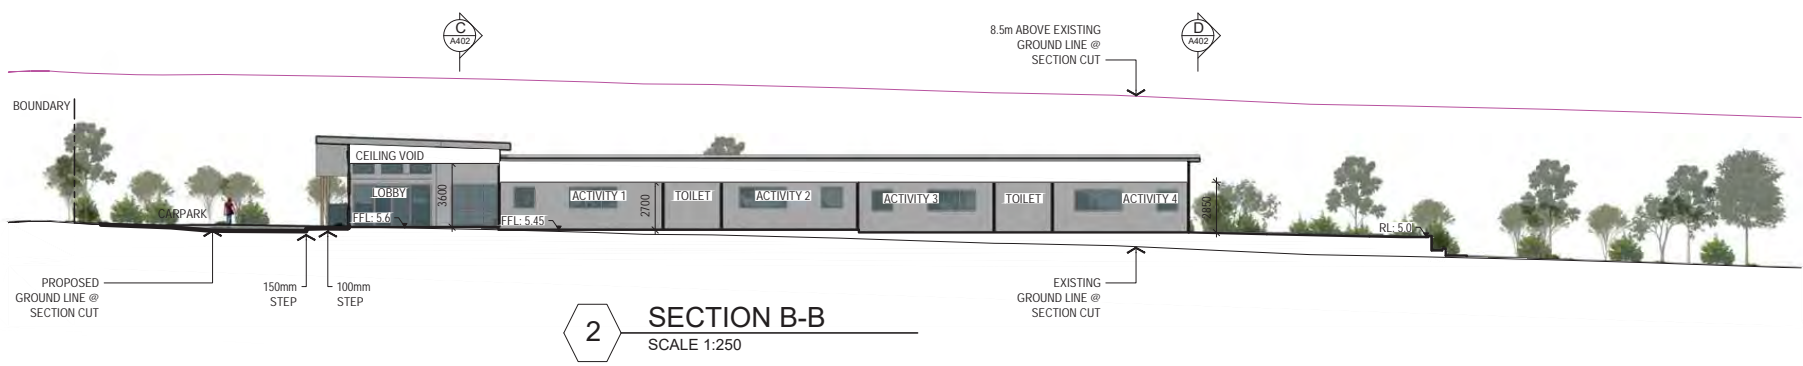 C
A402
8.5m ABOVE EXISTING
GROUND LINE @
SECTION CUT
D
A402
BOUNDARY
CEILING VOID
LOBBY
3600
ACTIVITY 1
2700
TOILET
ACTIVITY 2
ACTIVITY 3
TOILET
ACTIVITY 4
2850
CARPARK
FFL: 5.6
FFL: 5.45
RL: 5.0
PROPOSED
GROUND LINE @
SECTION CUT
150mm
STEP
100mm
STEP
EXISTING
GROUND LINE @
SECTION CUT
2
SECTION B-B
SCALE 1:250